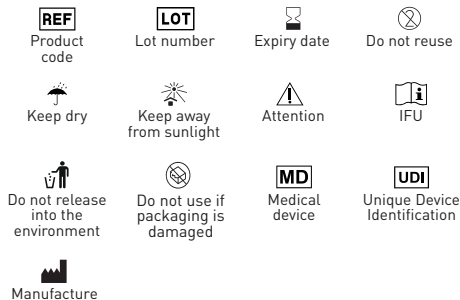 REF
LOT
Product
code
Lot number
Expiry date
Do not reuse
2
Keep dry
Keep away
from sunlight
Attention
IFU
i
Do not release
into the
environment
Do not use if
packaging is
damaged
MD
Medical
device
UDI
Unique Device
Identification
Manufacture